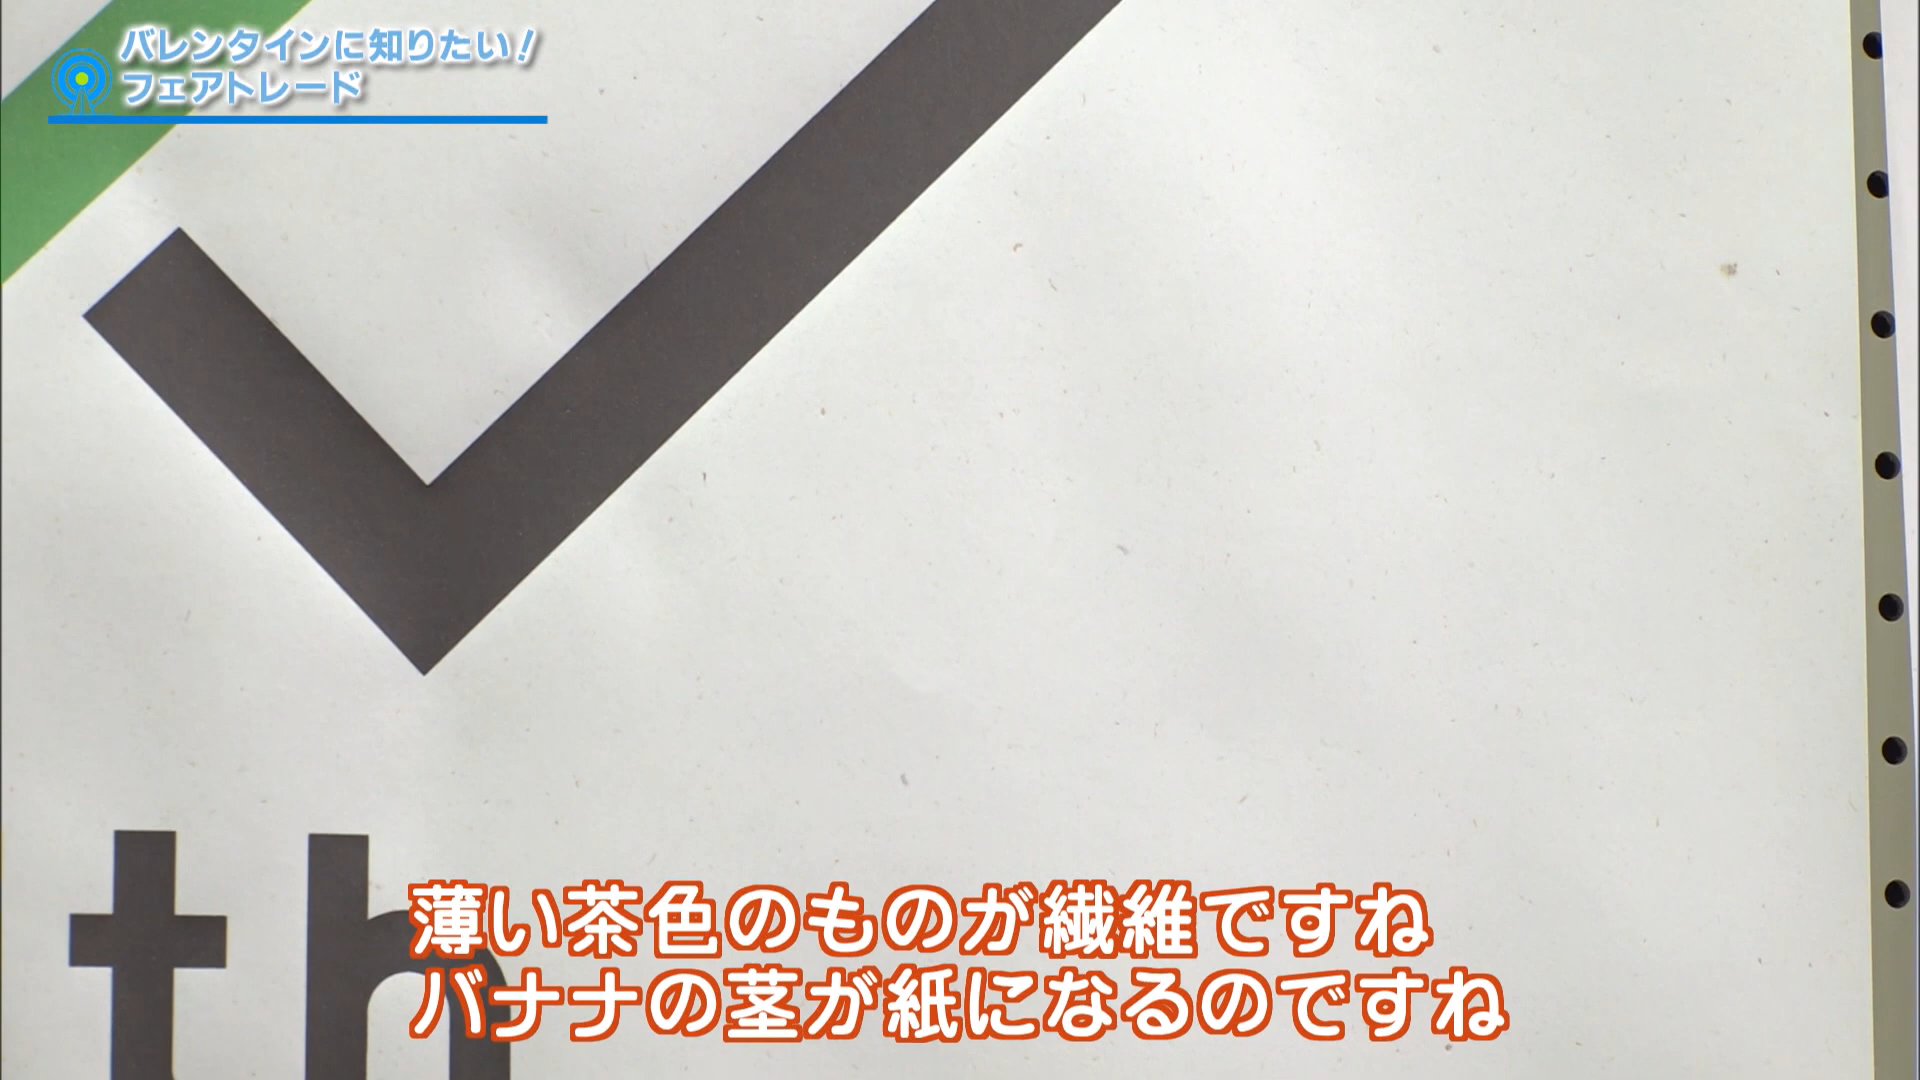 バレンタインに知りたい!
フェアトレード
th
薄い茶色のものが繊維ですね
バナナの茎が紙になるのですね